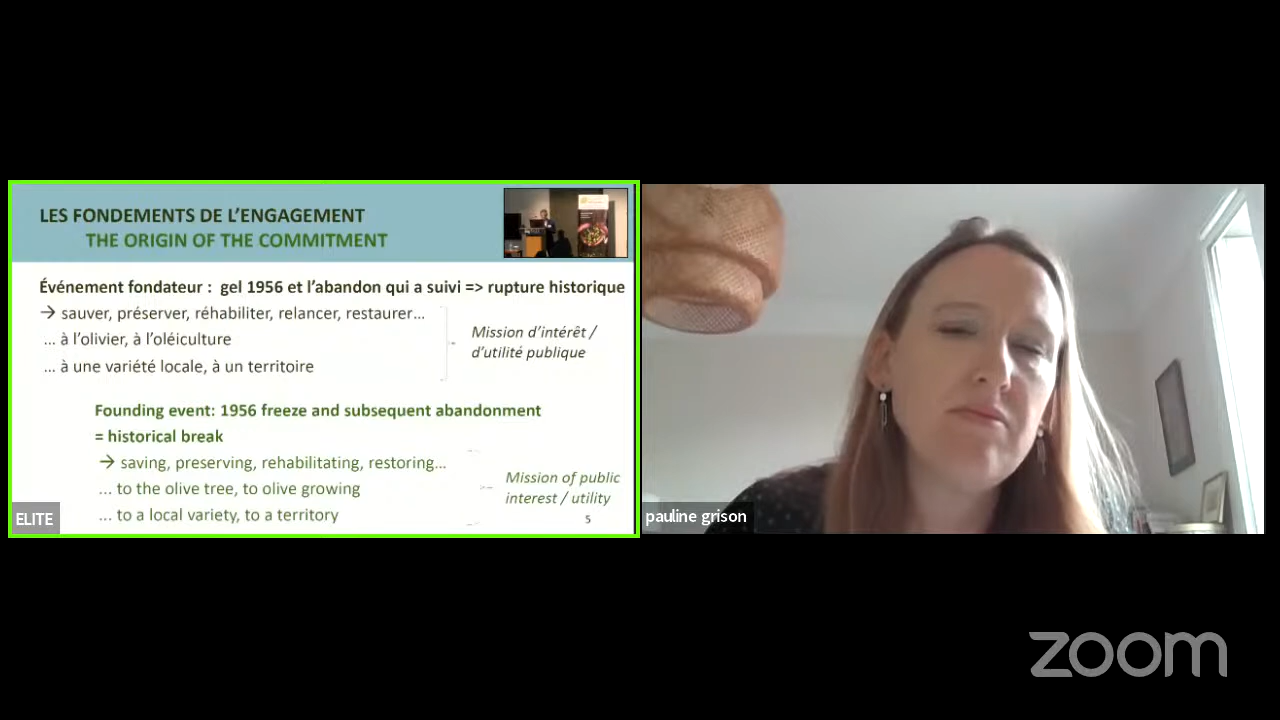 LES FONDEMENTS DE L'ENGAGEMENT
THE ORIGIN OF THE COMMITMENT
Événement fondateur : gel 1956 et l'abandon qui a suivi => rupture historique
→ sauver, préserver, réhabiliter, relancer, restaurer...
... à l'olivier, à l'oléiculture
... à une variété locale, à un territoire
Mission d'intérêt /
d'utilité publique
Founding event: 1956 freeze and subsequent abandonment
= historical break
→ saving, preserving, rehabilitating, restoring...
... to the olive tree, to olive growing
... to a local variety, to a territory
Mission of public
interest / utility
5
ELITE
pauline grison
zoom